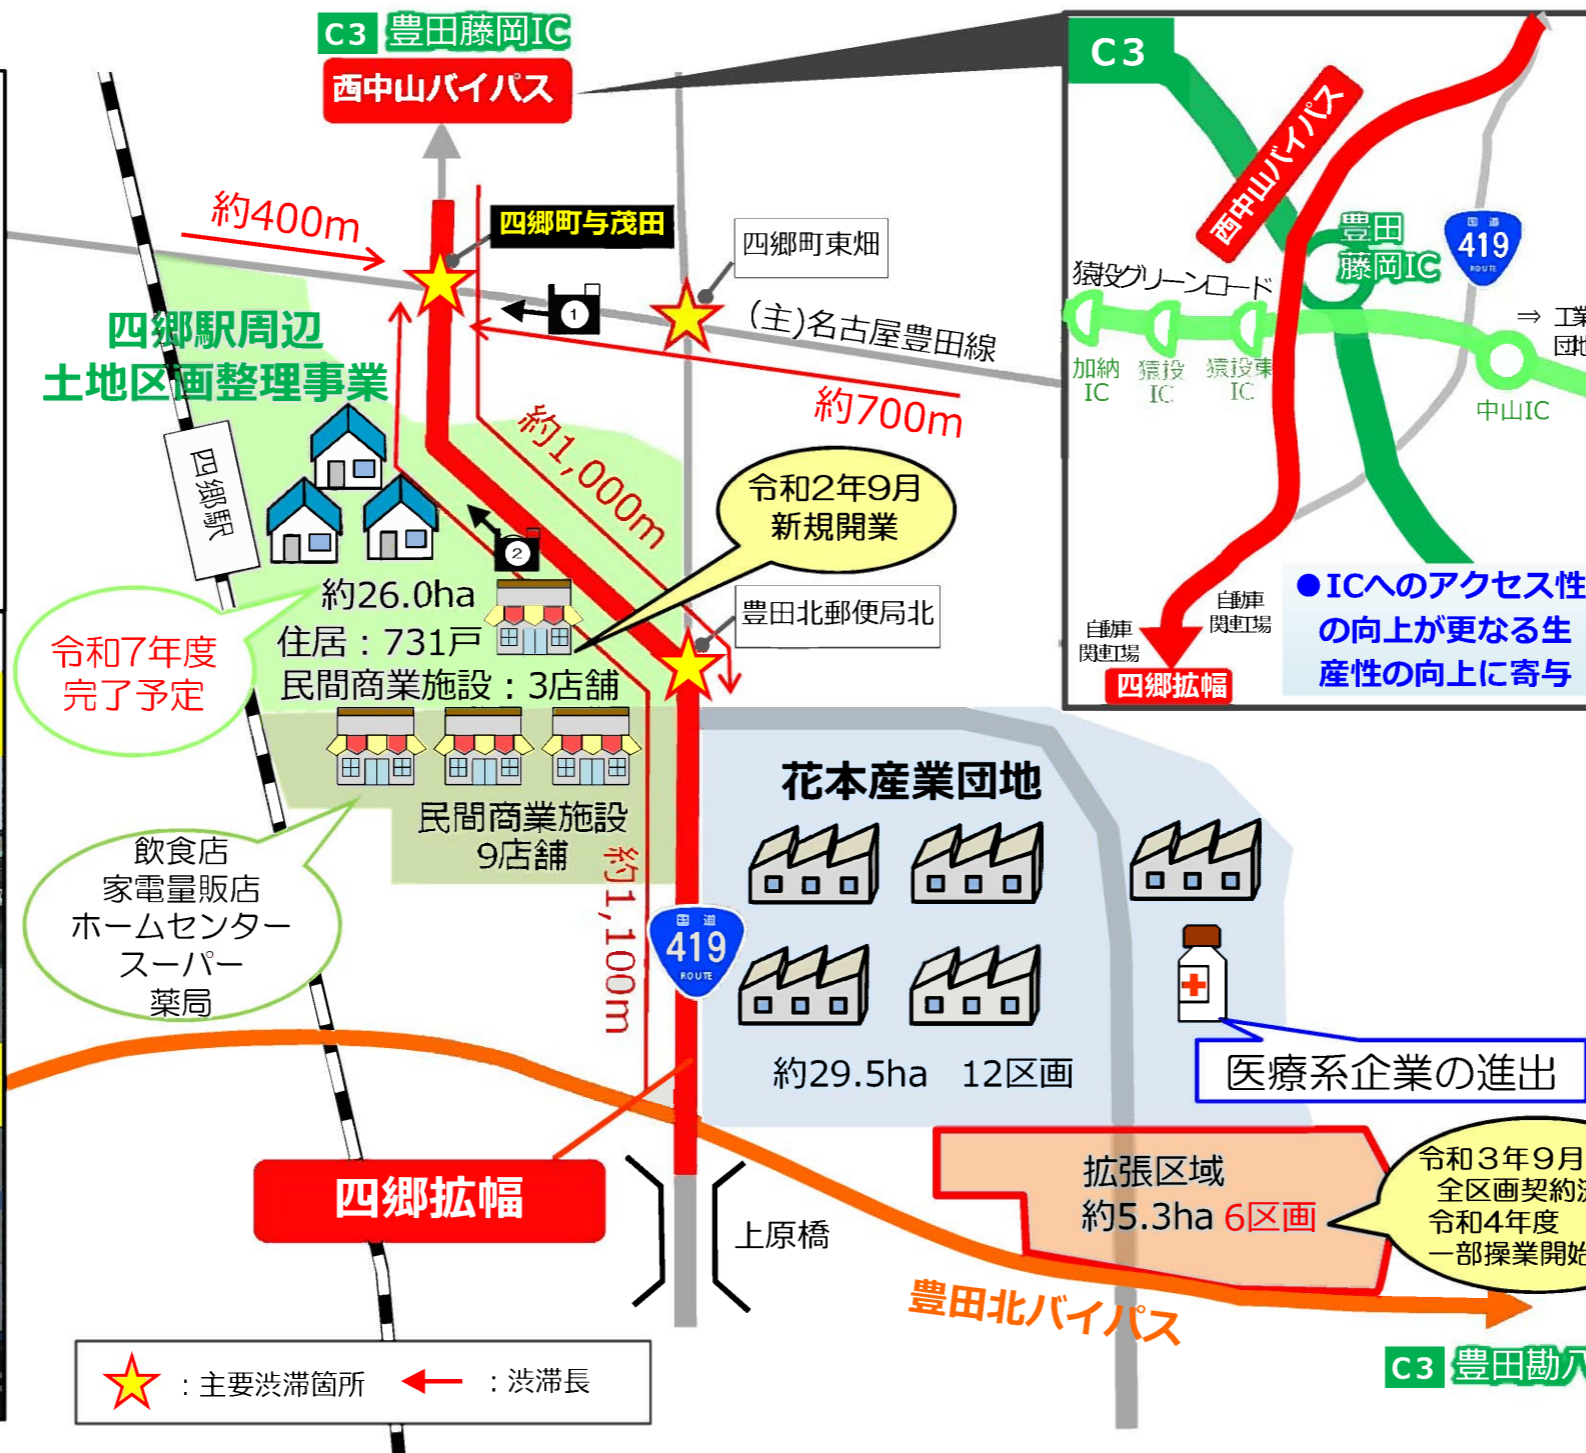 C3 豊田藤岡IC
西中山バイパス
約400m
四郷町与茂田
四郷町東畑
①
(主)名古屋豊田線
四郷駅周辺
土地区画整理事業
約700m
約1,000m
四郷駅
令和2年9月
新規開業
②
約26.0ha
住居：731戸
民間商業施設：3店舗
豊田北郵便局北
令和7年度
完了予定
民間商業施設
9店舗
飲食店
家電量販店
ホームセンター
スーパー
薬局
約1,100m
国道
419
ROUTE
花本産業団地
約29.5ha 12区画
医療系企業の進出
拡張区域
約5.3ha 6区画
令和3年9月
全区画契約
令和4年度
一部操業開始
四郷拡幅
上原橋
豊田北バイパス
C3 豊田勘八
：主要渋滞箇所
：渋滞長
C3
西中山バイパス
豊田
藤岡IC
国道
419
ROUTE
猿投グリーンロード
⇒ 工業
団地
加納
IC
猿投
IC
猿投東
IC
中山IC
自動車
関連工場
自動車
関連工場
四郷拡幅
●ICへのアクセス性
の向上が更なる生
産性の向上に寄与